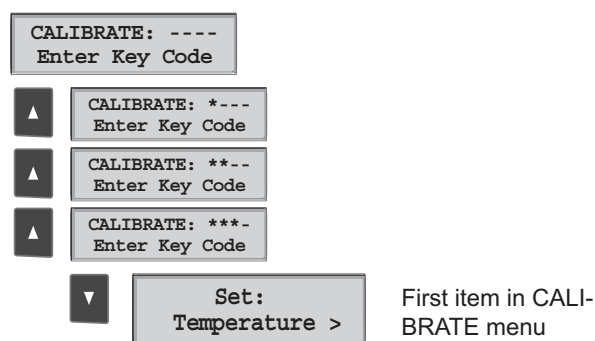 CALIBRATE: ----
Enter Key Code
CALIBRATE: *---
Enter Key Code
CALIBRATE: **--
Enter Key Code
CALIBRATE: ***-
Enter Key Code
Set:
Temperature >
First item in CALI-
BRATE menu